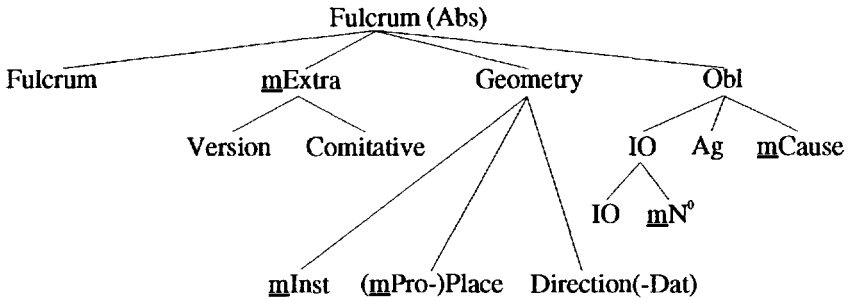 Fulcrum (Abs)
Fulcrum mExtra Geometry Obl
Version Comitative IO Ag mCause
IO mN⁰
mInst (mPro-)Place Direction(-Dat)